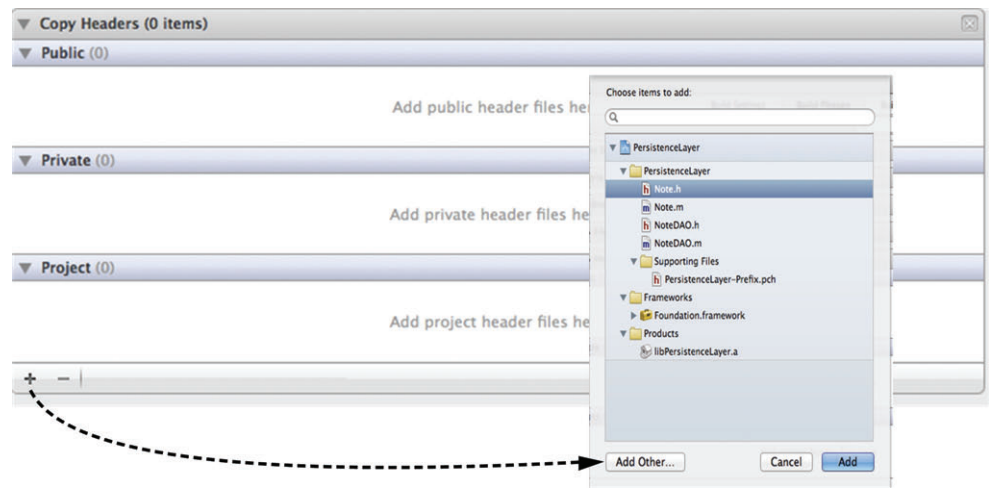 Copy Headers (0 items)
Public (0)
Add public header files he
Private (0)
Add private header files he
Project (0)
Add project header files he
Choose items to add:
PersistenceLayer
PersistenceLayer
Note.h
Note.m
NoteDAO.h
NoteDAO.m
Supporting Files
PersistenceLayer-Prefix.pch
Frameworks
Foundation.framework
Products
libPersistenceLayer.a
Add Other...
Cancel
Add